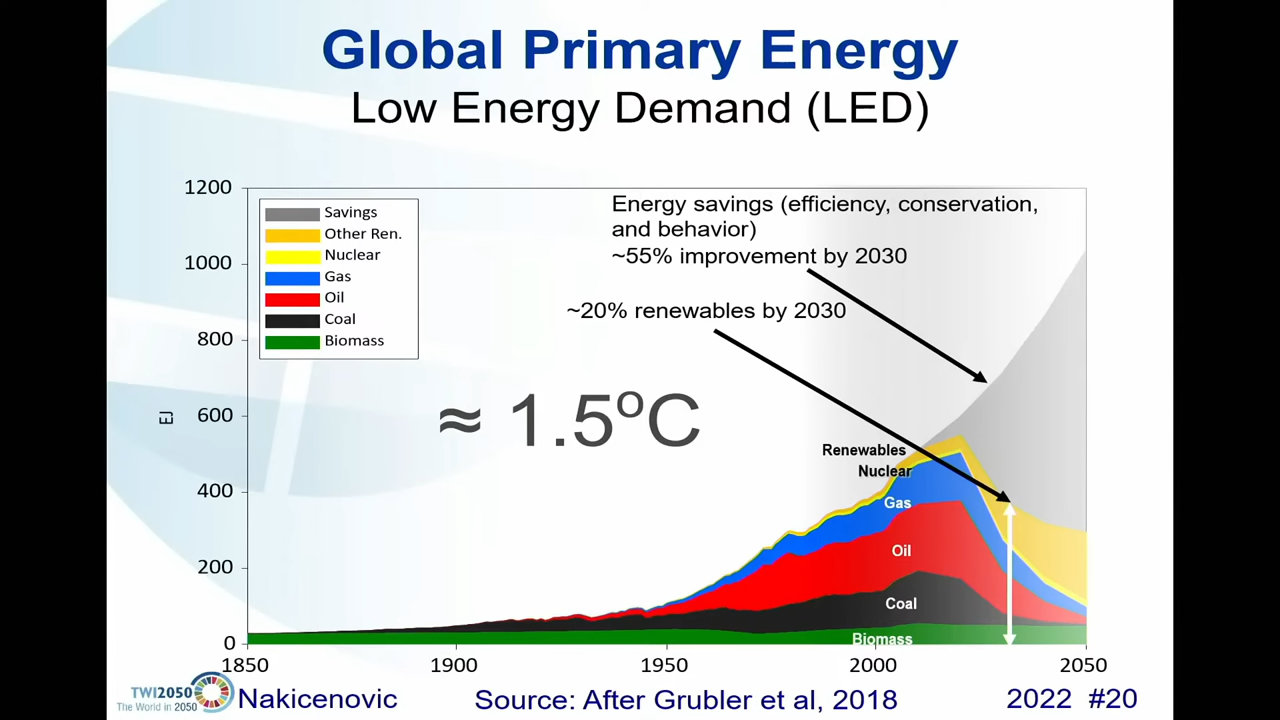 Global Primary Energy
Low Energy Demand (LED)
1200
1000
800
600
400
200
0
EJ
Savings
Other Ren.
Nuclear
Gas
Oil
Coal
Biomass
Energy savings (efficiency, conservation,
and behavior)
~55% improvement by 2030
~20% renewables by 2030
≈ 1.5ºC
Renewables
Nuclear
Gas
Oil
Coal
Biomass
1850
1900
1950
2000
2050
TWI2050
The World in 2050
Nakicenovic
Source: After Grubler et al, 2018
2022 #20